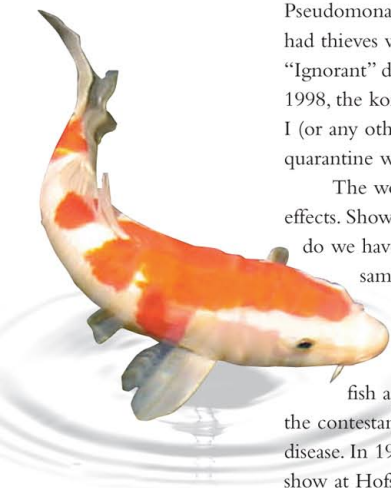 Pseudomona
had thieves w
"Ignorant" d
1998, the ko
I (or any oth
quarantine w
The we
effects. Show
do we hav
sam
fish a
the contestan
disease. In 19
show at Hofs